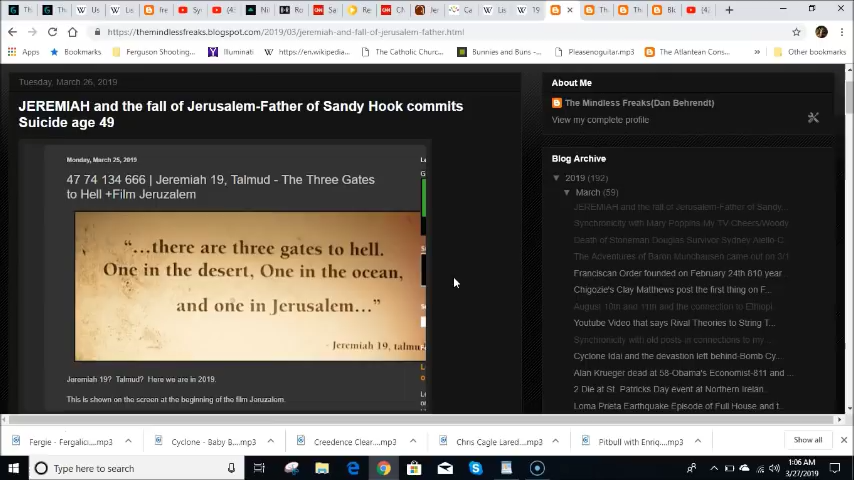 https://themindlessfreaks.blogspot.com/2019/03/jeremiah-and-fall-of-jerusalem-father.html
Apps Bookmarks Ferguson Shooting... Illuminati https://en.wikipedia... The Catholic Church... Bunnies and Buns -... Pleasenoguitar.mp3 The Atlantean Cons... Other bookmarks
Tuesday, March 26, 2019
JEREMIAH and the fall of Jerusalem-Father of Sandy Hook commits
Suicide age 49
Monday, March 25, 2019
47 74 134 666 | Jeremiah 19, Talmud - The Three Gates
to Hell +Film Jeruzalem
“...there are three gates to hell.
One in the desert, One in the ocean,
and one in Jerusalem...”
- Jeremiah 19, talmu
Jeremiah 19? Talmud? Here we are in 2019.
This is shown on the screen at the beginning of the film Jeruzalem.
About Me
The Mindless Freaks(Dan Behrendt)
View my complete profile
Blog Archive
2019 (192)
March (59)
JEREMIAH and the fall of Jerusalem-Father of Sandy...
Synchronicity with Mary Poppins-My TV Cheers/Woody...
Death of Stoneman Douglas Survivor Sydney Aiello-C...
The Adventures of Baron Munchausen came out on 3/1...
Franciscan Order founded on February 24th 810 year...
Chigozie's Clay Matthews post the first thing on F...
August 10th and 11th and the connection to Ethiopi...
Youtube Video that says Rival Theories to String T...
Synchronicity with old posts-in connections to my...
Cyclone Idai and the devastion left behind-Bomb Cy...
Alan Krueger dead at 58-Obama's Economist-811 and ...
2 Die at St. Patricks Day event at Northern Irelan...
Loma Prieta Earthquake Episode of Full House and t...
Fergie - Fergalici....mp3 Cyclone - Baby B....mp3 Creedence Clear....mp3 Chris Cagle Lared....mp3 Pitbull with Enriq....mp3 Show all
Type here to search
1:06 AM
3/27/2019